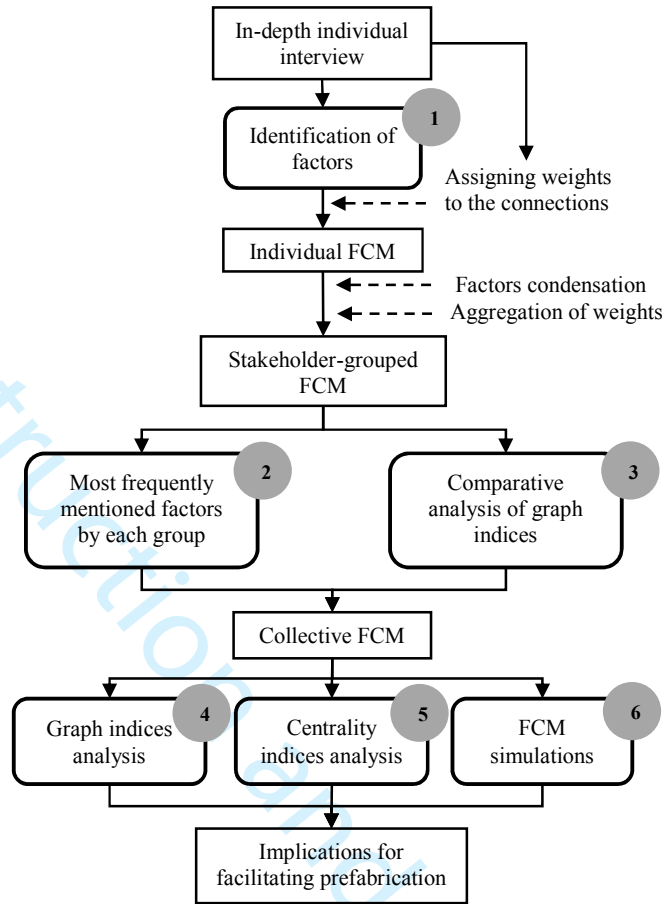 In-depth individual
interview
1
Identification of
factors
Assigning weights
to the connections
Individual FCM
Factors condensation
Aggregation of weights
Stakeholder-grouped
FCM
2
Most frequently
mentioned factors
by each group
3
Comparative
analysis of graph
indices
Collective FCM
4
Graph indices
analysis
5
Centrality
indices analysis
6
FCM
simulations
Implications for
facilitating prefabrication
truction and